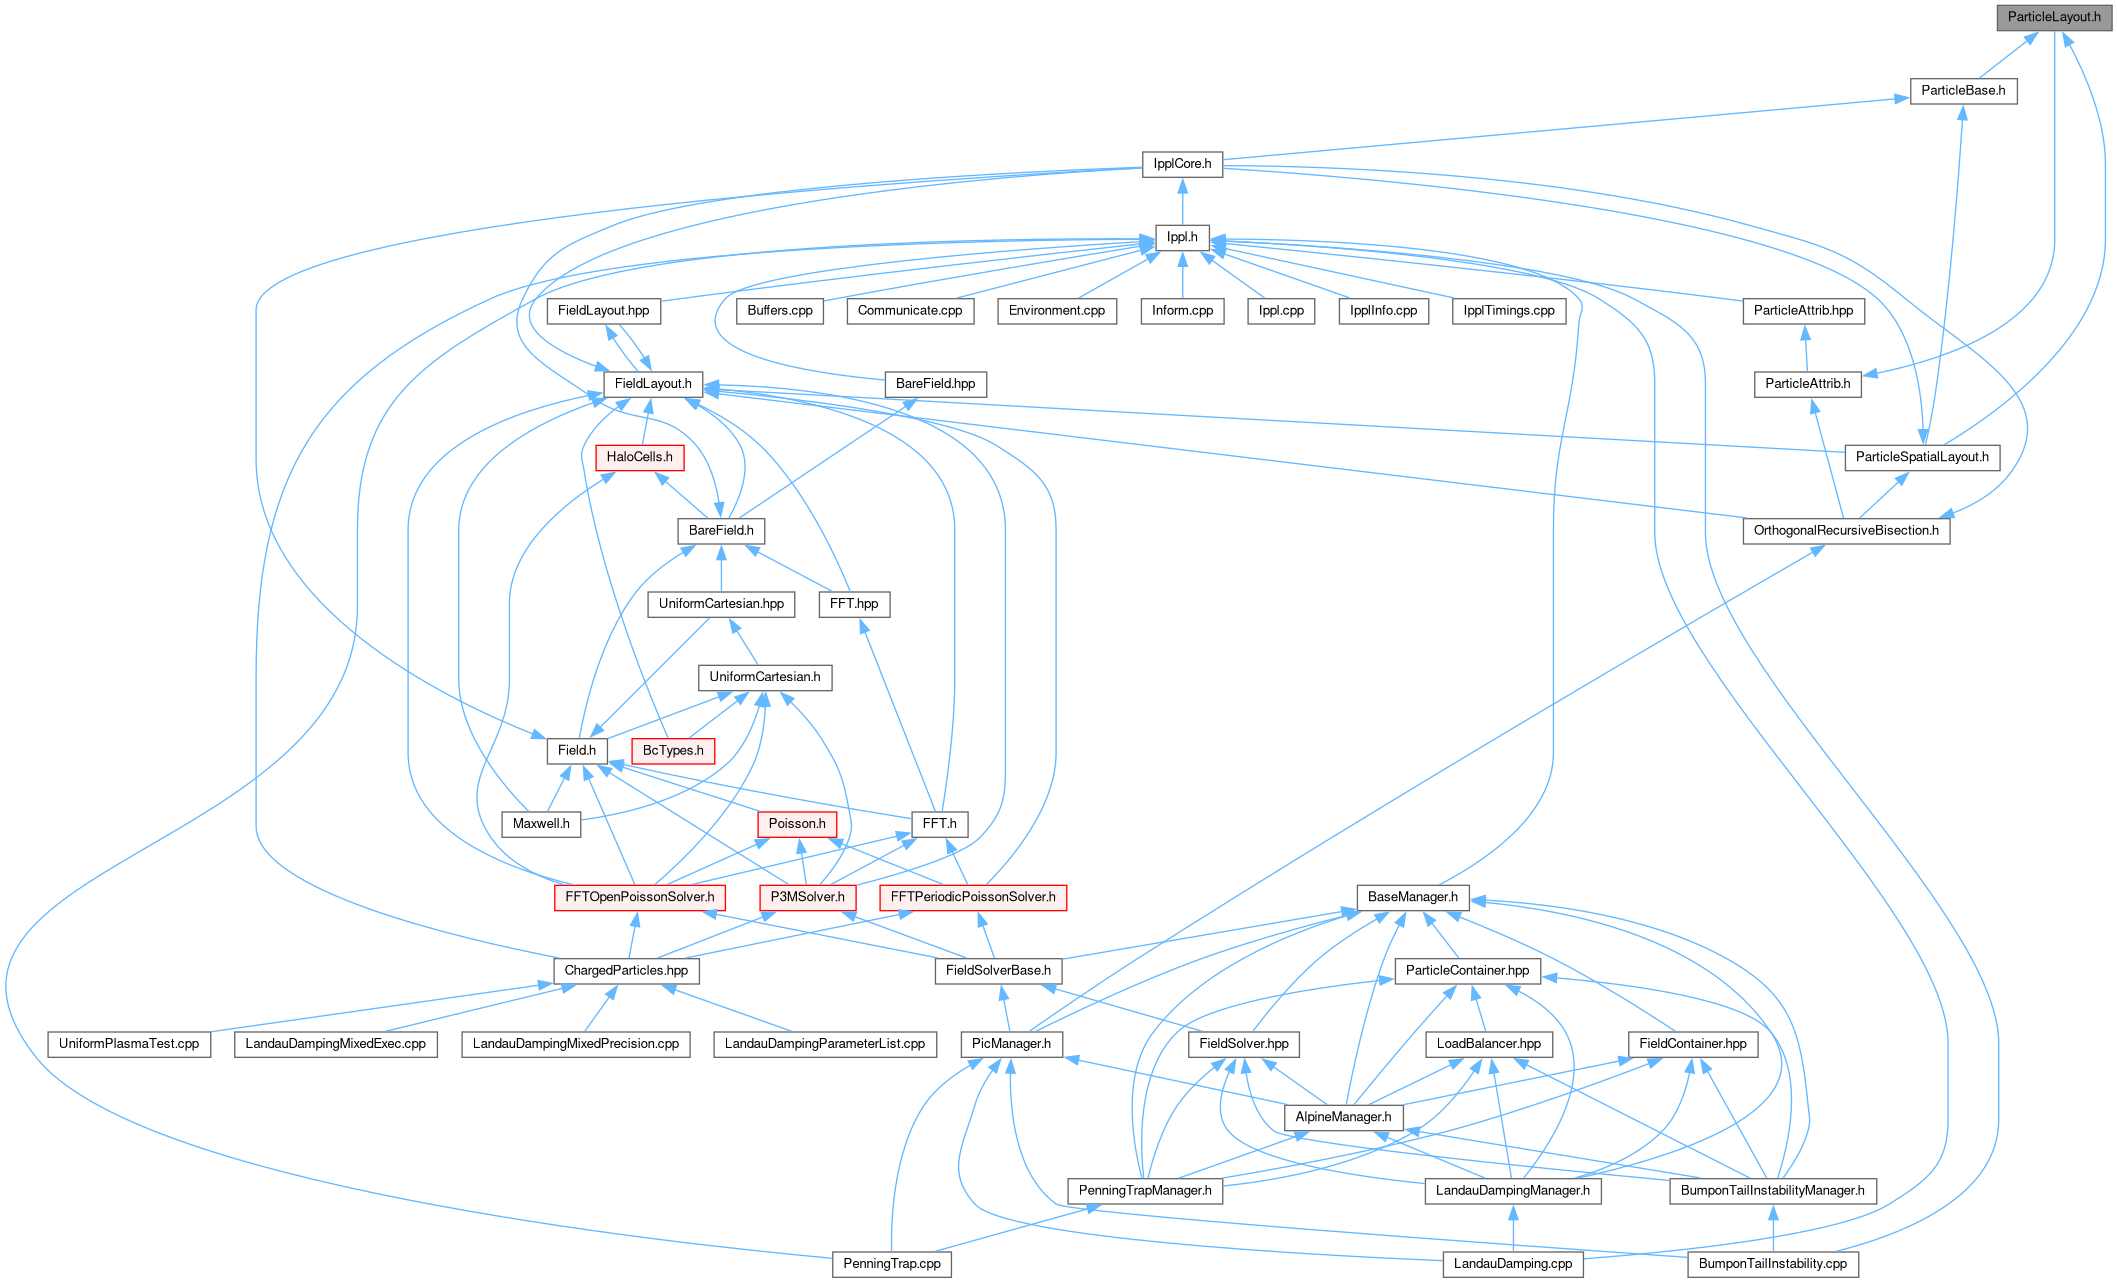 ParticleLayout.h
ParticleBase.h
IpplCore.h
Ippl.h
FieldLayout.hpp
Buffers.cpp
Communicate.cpp
Environment.cpp
Inform.cpp
Ippl.cpp
IpplInfo.cpp
IpplTimings.cpp
ParticleAttrib.hpp
FieldLayout.h
BareField.hpp
ParticleAttrib.h
HaloCells.h
ParticleSpatialLayout.h
BareField.h
OrthogonalRecursiveBisection.h
UniformCartesian.hpp
FFT.hpp
UniformCartesian.h
Field.h
BcTypes.h
Maxwell.h
Poisson.h
FFT.h
FFTOpenPoissonSolver.h
P3MSolver.h
FFTPeriodicPoissonSolver.h
BaseManager.h
ChargedParticles.hpp
FieldSolverBase.h
ParticleContainer.hpp
UniformPlasmaTest.cpp
LandauDampingMixedExec.cpp
LandauDampingMixedPrecision.cpp
LandauDampingParameterList.cpp
PicManager.h
FieldSolver.hpp
LoadBalancer.hpp
FieldContainer.hpp
AlpineManager.h
PenningTrapManager.h
LandauDampingManager.h
BumponTailInstabilityManager.h
PenningTrap.cpp
LandauDamping.cpp
BumponTailInstability.cpp